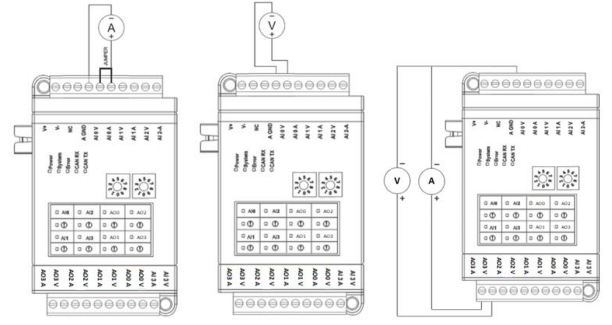 A
JUMPER
V+
V-
NC
A GND
AI 0 V
AI 0 A
AI 1 V
AI 1 A
AI 2 V
AI 2-A
Power
System
Error
CAN RX
CAN TX
AI0 AI2 AO0 AO2
AI1 AI3 AO1 AO3
AO3 A
AO3 V
AO2 A
AO2 V
AO1 A
AO1 V
AO0 A
AO0 V
AI 3 A
AI 3 V
V
V+
V-
NC
A GND
AI 0 V
AI 0 A
AI 1 V
AI 1 A
AI 2 V
AI 2-A
Power
System
Error
CAN RX
CAN TX
AI0 AI2 AO0 AO2
AI1 AI3 AO1 AO3
AO3 A
AO3 V
AO2 A
AO2 V
AO1 A
AO1 V
AO0 A
AO0 V
AI 3 A
AI 3 V
V
A
V+
V-
NC
A GND
AI 0 V
AI 0 A
AI 1 V
AI 1 A
AI 2 V
AI 2-A
Power
System
Error
CAN RX
CAN TX
AI0 AI2 AO0 AO2
AI1 AI3 AO1 AO3
AO3 A
AO3 V
AO2 A
AO2 V
AO1 A
AO1 V
AO0 A
AO0 V
AI 3 A
AI 3 V